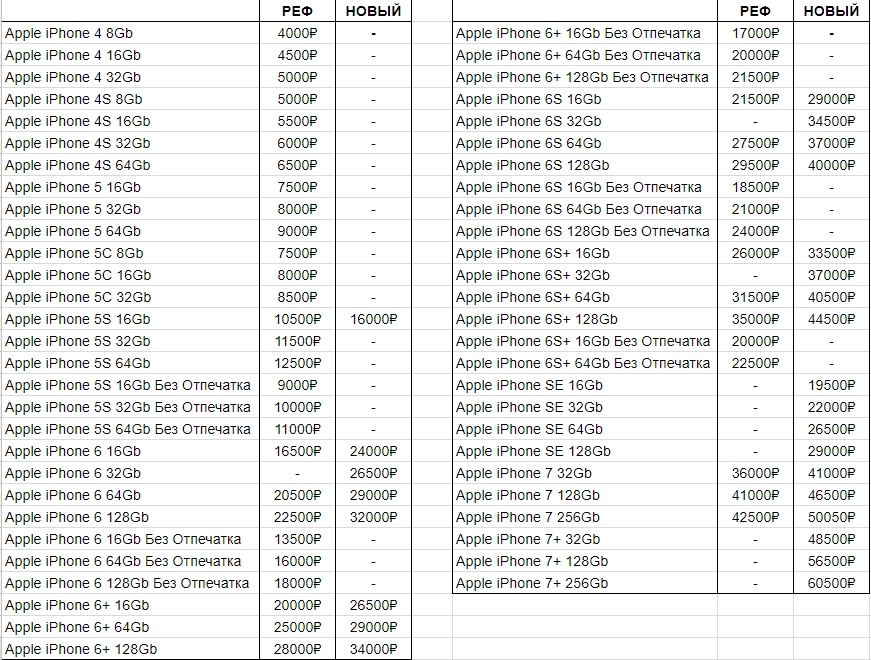 РЕФ НОВЫЙ
Apple iPhone 4 8Gb 4000₽ -
Apple iPhone 4 16Gb 4500₽ -
Apple iPhone 4 32Gb 5000₽ -
Apple iPhone 4S 8Gb 5000₽ -
Apple iPhone 4S 16Gb 5500₽ -
Apple iPhone 4S 32Gb 6000₽ -
Apple iPhone 4S 64Gb 6500₽ -
Apple iPhone 5 16Gb 7500₽ -
Apple iPhone 5 32Gb 8000₽ -
Apple iPhone 5 64Gb 9000₽ -
Apple iPhone 5C 8Gb 7500₽ -
Apple iPhone 5C 16Gb 8000₽ -
Apple iPhone 5C 32Gb 8500₽ -
Apple iPhone 5S 16Gb 10500₽ 16000₽
Apple iPhone 5S 32Gb 11500₽ -
Apple iPhone 5S 64Gb 12500₽ -
Apple iPhone 5S 16Gb Без Отпечатка 9000₽ -
Apple iPhone 5S 32Gb Без Отпечатка 10000₽ -
Apple iPhone 5S 64Gb Без Отпечатка 11000₽ -
Apple iPhone 6 16Gb 16500₽ 24000₽
Apple iPhone 6 32Gb - 26500₽
Apple iPhone 6 64Gb 20500₽ 29000₽
Apple iPhone 6 128Gb 22500₽ 32000₽
Apple iPhone 6 16Gb Без Отпечатка 13500₽ -
Apple iPhone 6 64Gb Без Отпечатка 16000₽ -
Apple iPhone 6 128Gb Без Отпечатка 18000₽ -
Apple iPhone 6+ 16Gb 20000₽ 26500₽
Apple iPhone 6+ 64Gb 25000₽ 29000₽
Apple iPhone 6+ 128Gb 28000₽ 34000₽
РЕФ НОВЫЙ
Apple iPhone 6+ 16Gb Без Отпечатка 17000₽ -
Apple iPhone 6+ 64Gb Без Отпечатка 20000₽ -
Apple iPhone 6+ 128Gb Без Отпечатка 21500₽ -
Apple iPhone 6S 16Gb 21500₽ 29000₽
Apple iPhone 6S 32Gb - 34500₽
Apple iPhone 6S 64Gb 27500₽ 37000₽
Apple iPhone 6S 128Gb 29500₽ 40000₽
Apple iPhone 6S 16Gb Без Отпечатка 18500₽ -
Apple iPhone 6S 64Gb Без Отпечатка 21000₽ -
Apple iPhone 6S 128Gb Без Отпечатка 24000₽ -
Apple iPhone 6S+ 16Gb 26000₽ 33500₽
Apple iPhone 6S+ 32Gb - 37000₽
Apple iPhone 6S+ 64Gb 31500₽ 40500₽
Apple iPhone 6S+ 128Gb 35000₽ 44500₽
Apple iPhone 6S+ 16Gb Без Отпечатка 20000₽ -
Apple iPhone 6S+ 64Gb Без Отпечатка 22500₽ -
Apple iPhone SE 16Gb - 19500₽
Apple iPhone SE 32Gb - 22000₽
Apple iPhone SE 64Gb - 26500₽
Apple iPhone SE 128Gb - 29000₽
Apple iPhone 7 32Gb 36000₽ 41000₽
Apple iPhone 7 128Gb 41000₽ 46500₽
Apple iPhone 7 256Gb 42500₽ 50050₽
Apple iPhone 7+ 32Gb - 48500₽
Apple iPhone 7+ 128Gb - 56500₽
Apple iPhone 7+ 256Gb - 60500₽